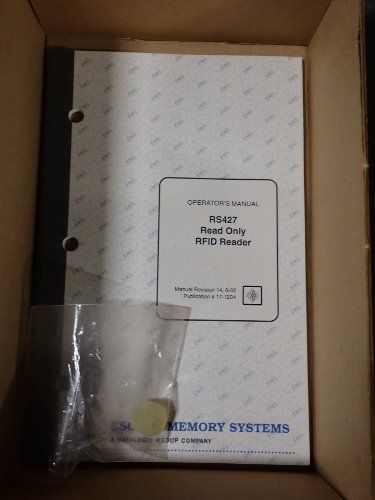 OPERATOR'S MANUAL
RS427
Read Only
RFID Reader
Manual Revision 14, 6-02
Publication # 17-1204
MEMORY SYSTEMS
A DATALOGIC GROUP COMPANY